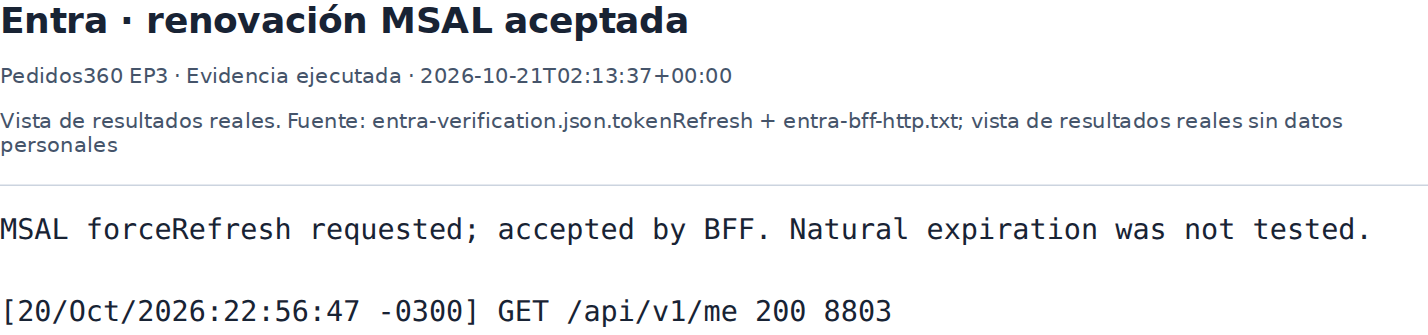 Entra · renovación MSAL aceptada
Pedidos360 EP3 · Evidencia ejecutada · 2026-10-21T02:13:37+00:00
Vista de resultados reales. Fuente: entra-verification.json.tokenRefresh + entra-bff-http.txt; vista de resultados reales sin datos
personales
MSAL forceRefresh requested; accepted by BFF. Natural expiration was not tested.
[20/Oct/2026:22:56:47 -0300] GET /api/v1/me 200 8803